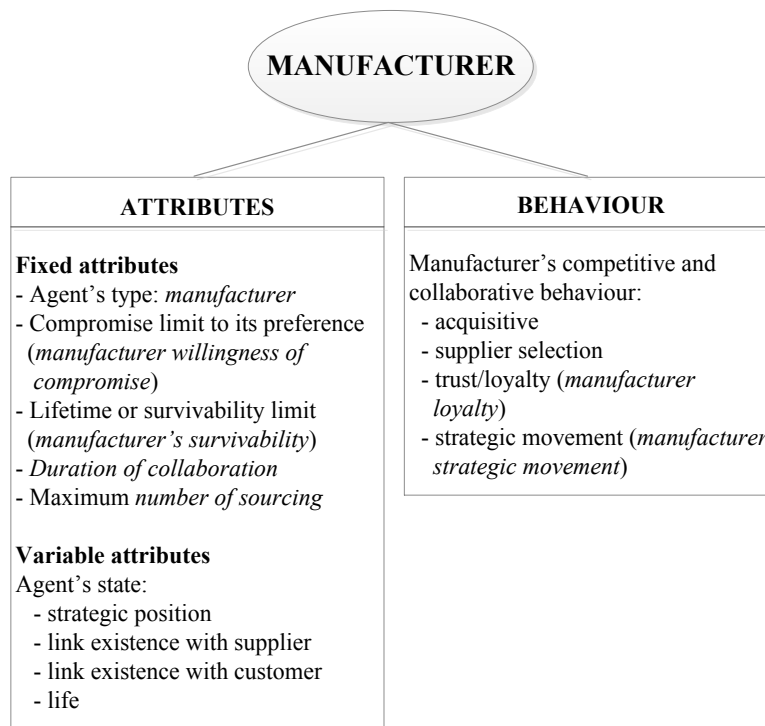 MANUFACTURER
ATTRIBUTES
Fixed attributes
- Agent’s type: manufacturer
- Compromise limit to its preference
(manufacturer willingness of
compromise)
- Lifetime or survivability limit
(manufacturer’s survivability)
- Duration of collaboration
- Maximum number of sourcing
Variable attributes
Agent’s state:
- strategic position
- link existence with supplier
- link existence with customer
- life
BEHAVIOUR
Manufacturer’s competitive and
collaborative behaviour:
- acquisitive
- supplier selection
- trust/loyalty (manufacturer
loyalty)
- strategic movement (manufacturer
strategic movement)